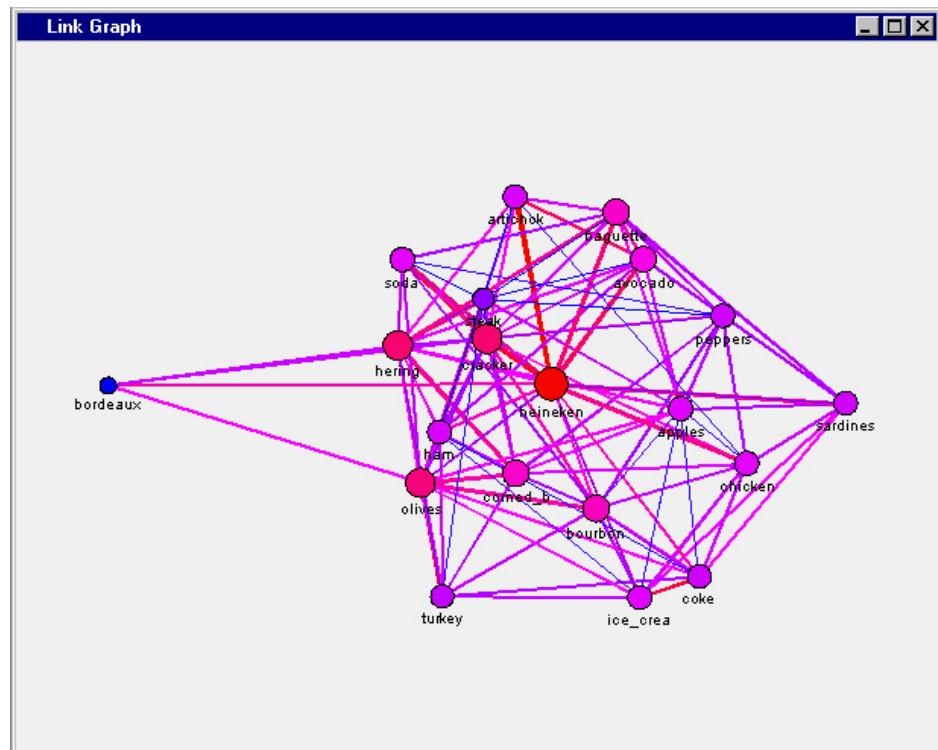 Link Graph
artichok
baguette
soda
avocado
steak
peppers
hering
cracker
bordeaux
heineken
apples
sardines
ham
olives
corned_b
chicken
bourbon
coke
turkey
ice_crea